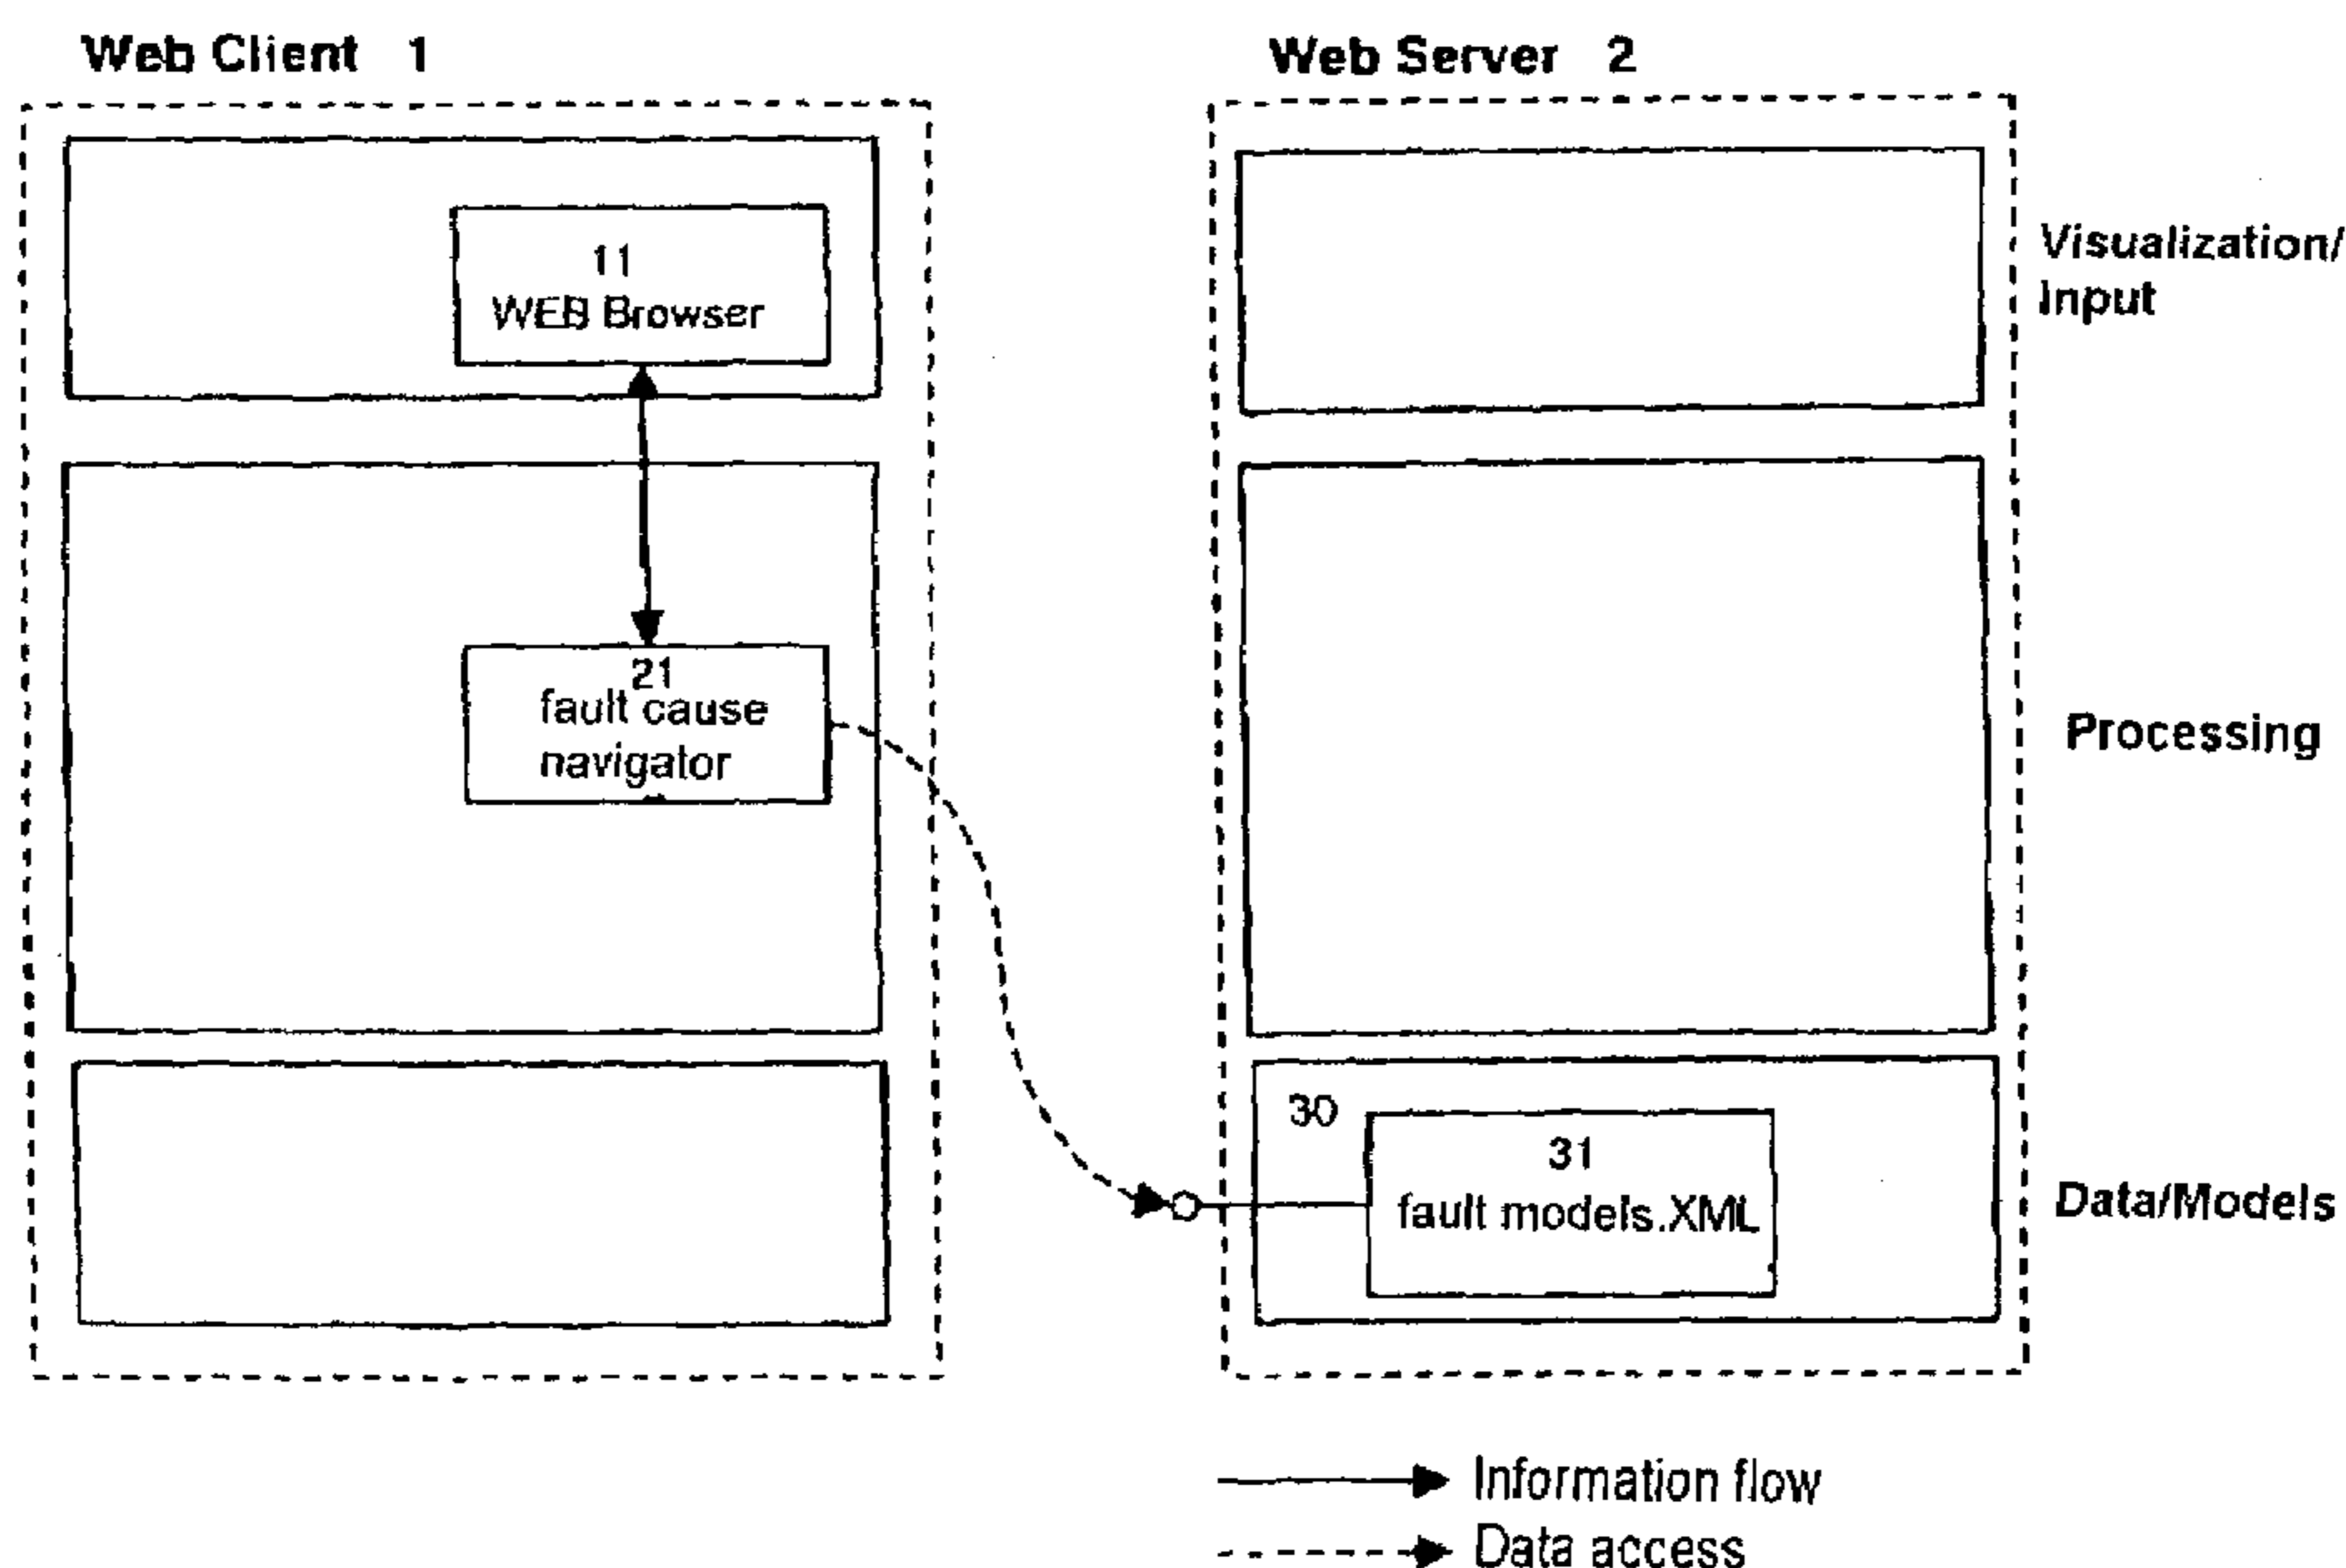 Web Client 1
Web Server 2
11
WEB Browser
Visualization/
Input
21
fault cause
navigator
Processing
30
31
fault models.XML
Data/Models
Information flow
Data access